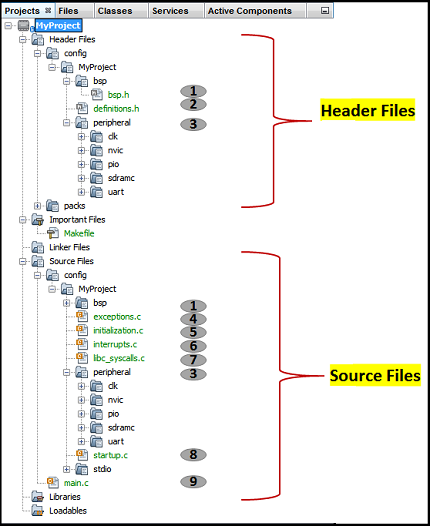 Projects Files Classes Services Active Components
MyProject
Header Files
config
MyProject
bsp
bsp.h 1
definitions.h 2
peripheral 3
clk
nvic
pio
sdramc
uart
packs
Header Files
Important Files
Makefile
Linker Files
Source Files
config
MyProject
bsp 1
exceptions.c 4
initialization.c 5
interrupts.c 6
libc_syscalls.c 7
peripheral 3
clk
nvic
pio
sdramc
uart
startup.c 8
stdio
main.c 9
Source Files
Libraries
Loadables